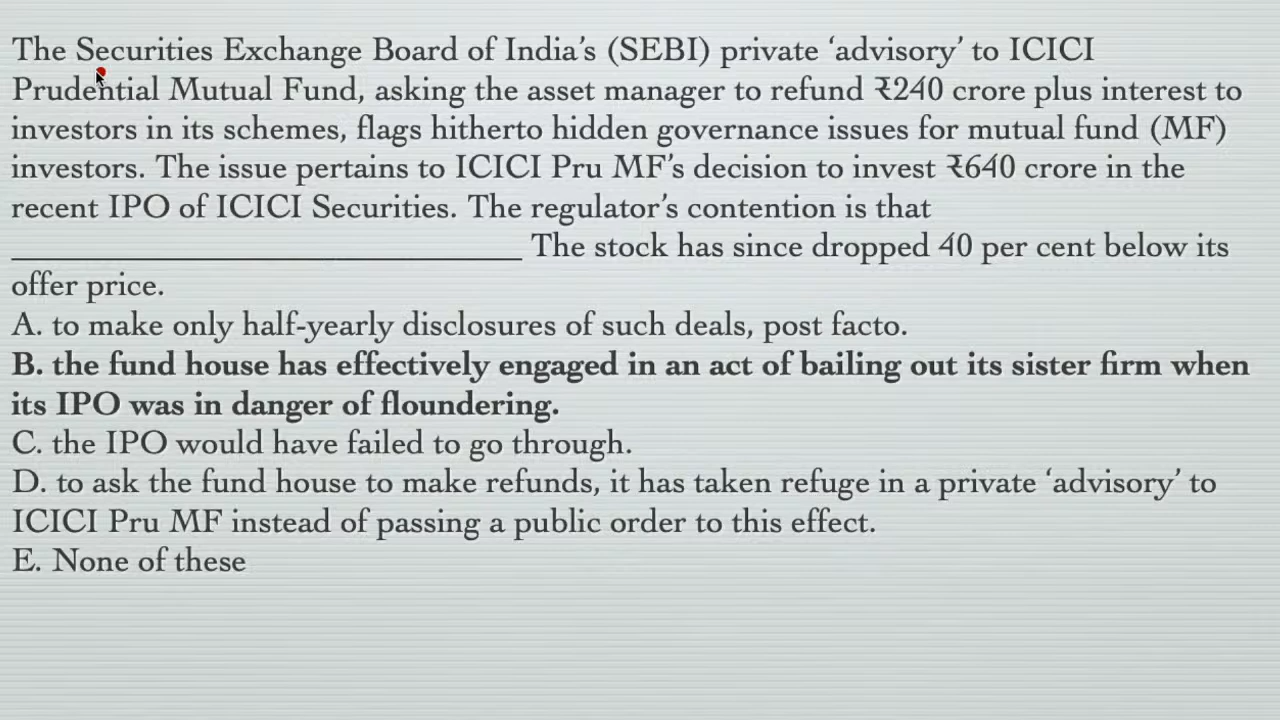 The Securities Exchange Board of India’s (SEBI) private ‘advisory’ to ICICI
Prudential Mutual Fund, asking the asset manager to refund ₹240 crore plus interest to
investors in its schemes, flags hitherto hidden governance issues for mutual fund (MF)
investors. The issue pertains to ICICI Pru MF’s decision to invest ₹640 crore in the
recent IPO of ICICI Securities. The regulator’s contention is that
__________________________________ The stock has since dropped 40 per cent below its
offer price.
A. to make only half-yearly disclosures of such deals, post facto.
B. the fund house has effectively engaged in an act of bailing out its sister firm when
its IPO was in danger of floundering.
C. the IPO would have failed to go through.
D. to ask the fund house to make refunds, it has taken refuge in a private ‘advisory’ to
ICICI Pru MF instead of passing a public order to this effect.
E. None of these